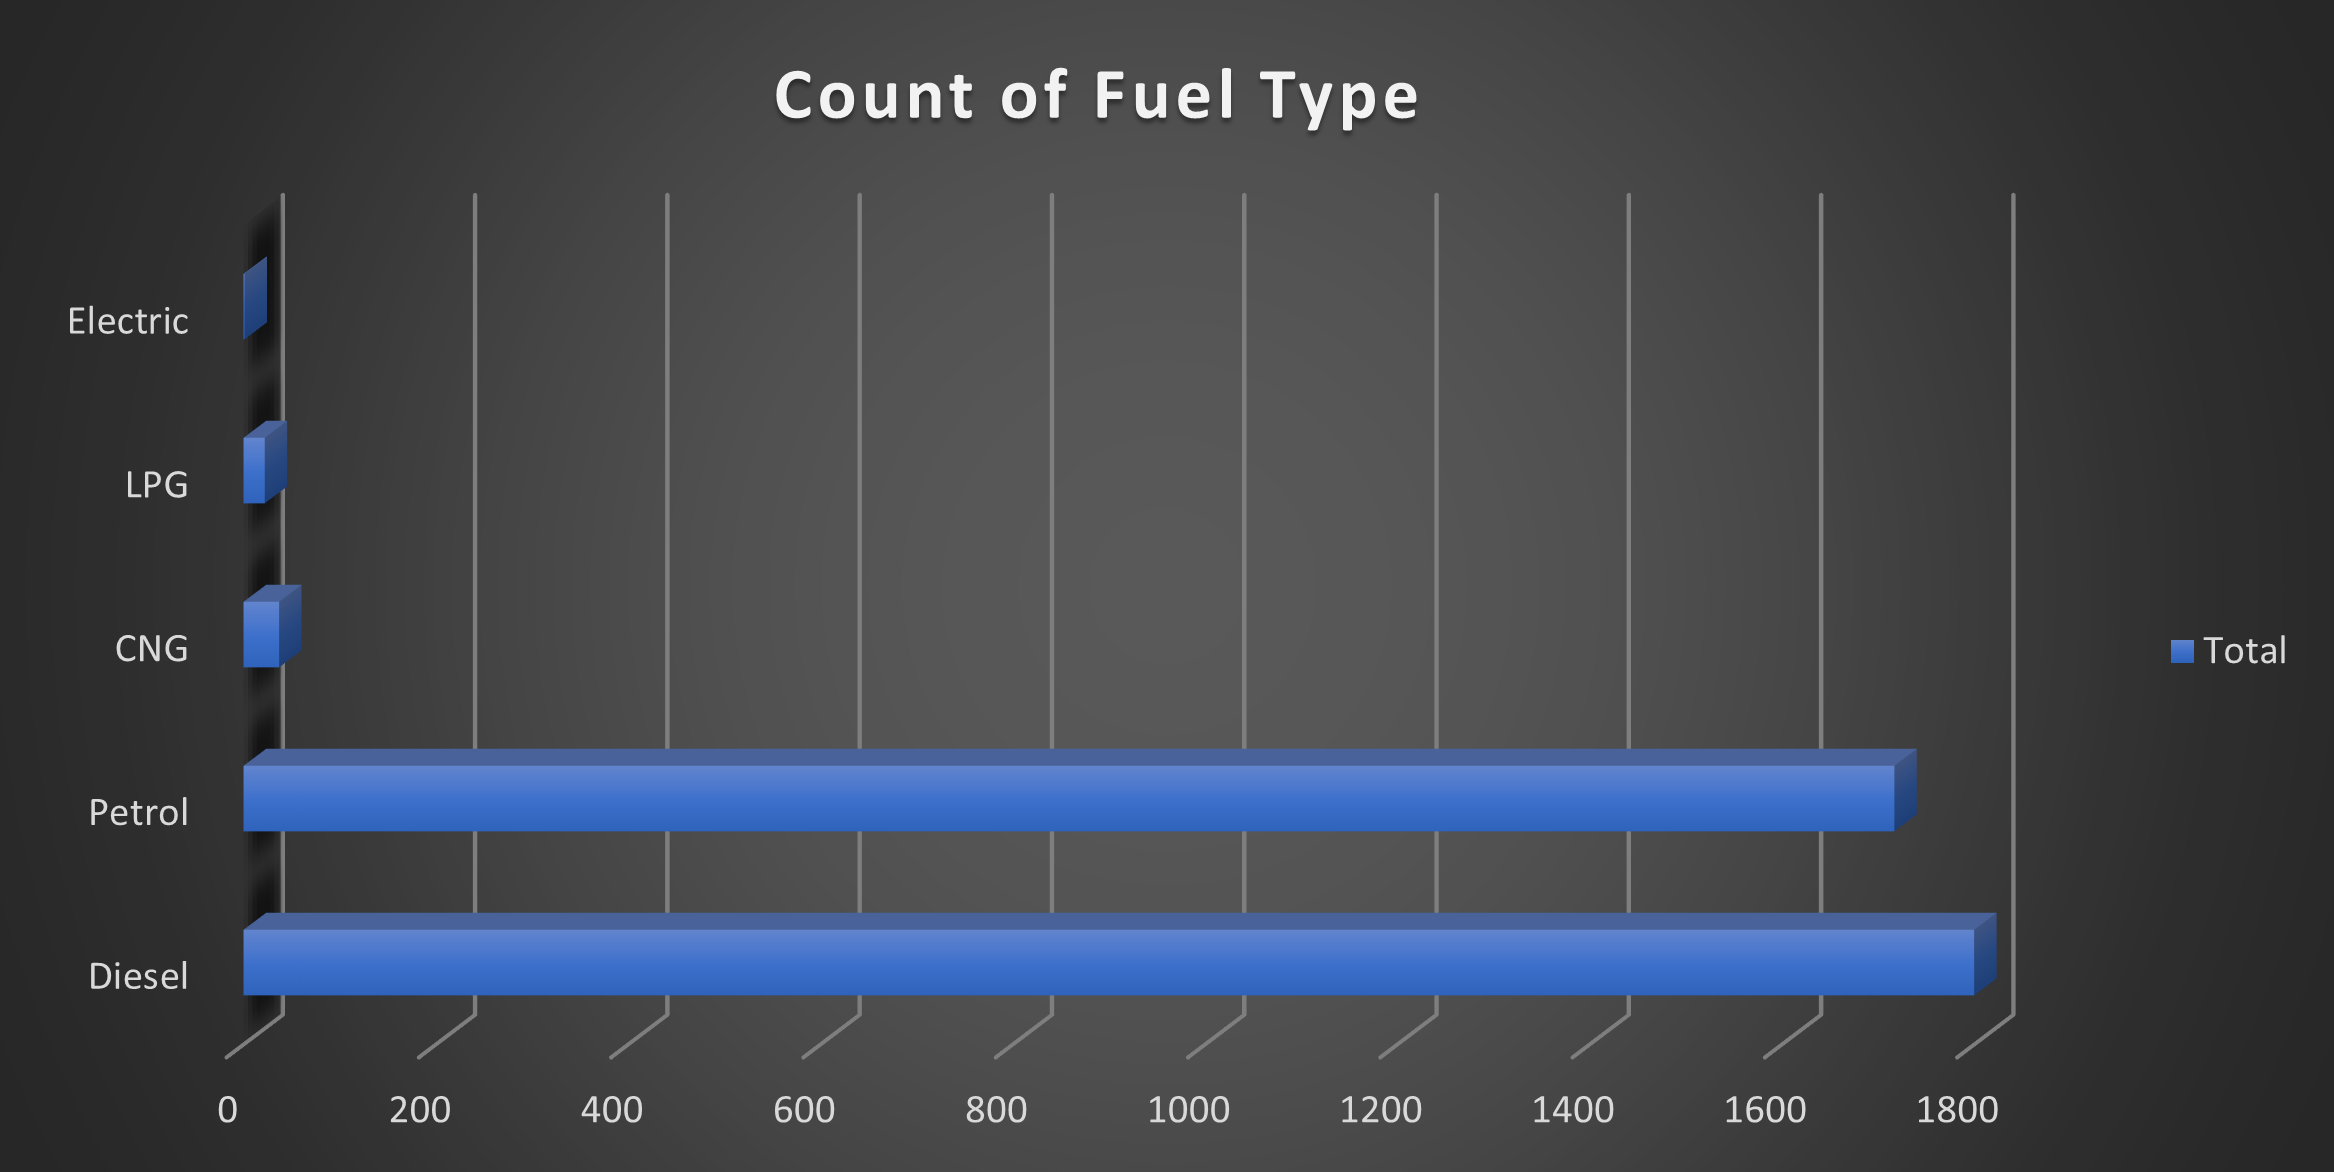 Count of Fuel Type
Electric
LPG
CNG
Petrol
Diesel
Total
0 200 400 600 800 1000 1200 1400 1600 1800